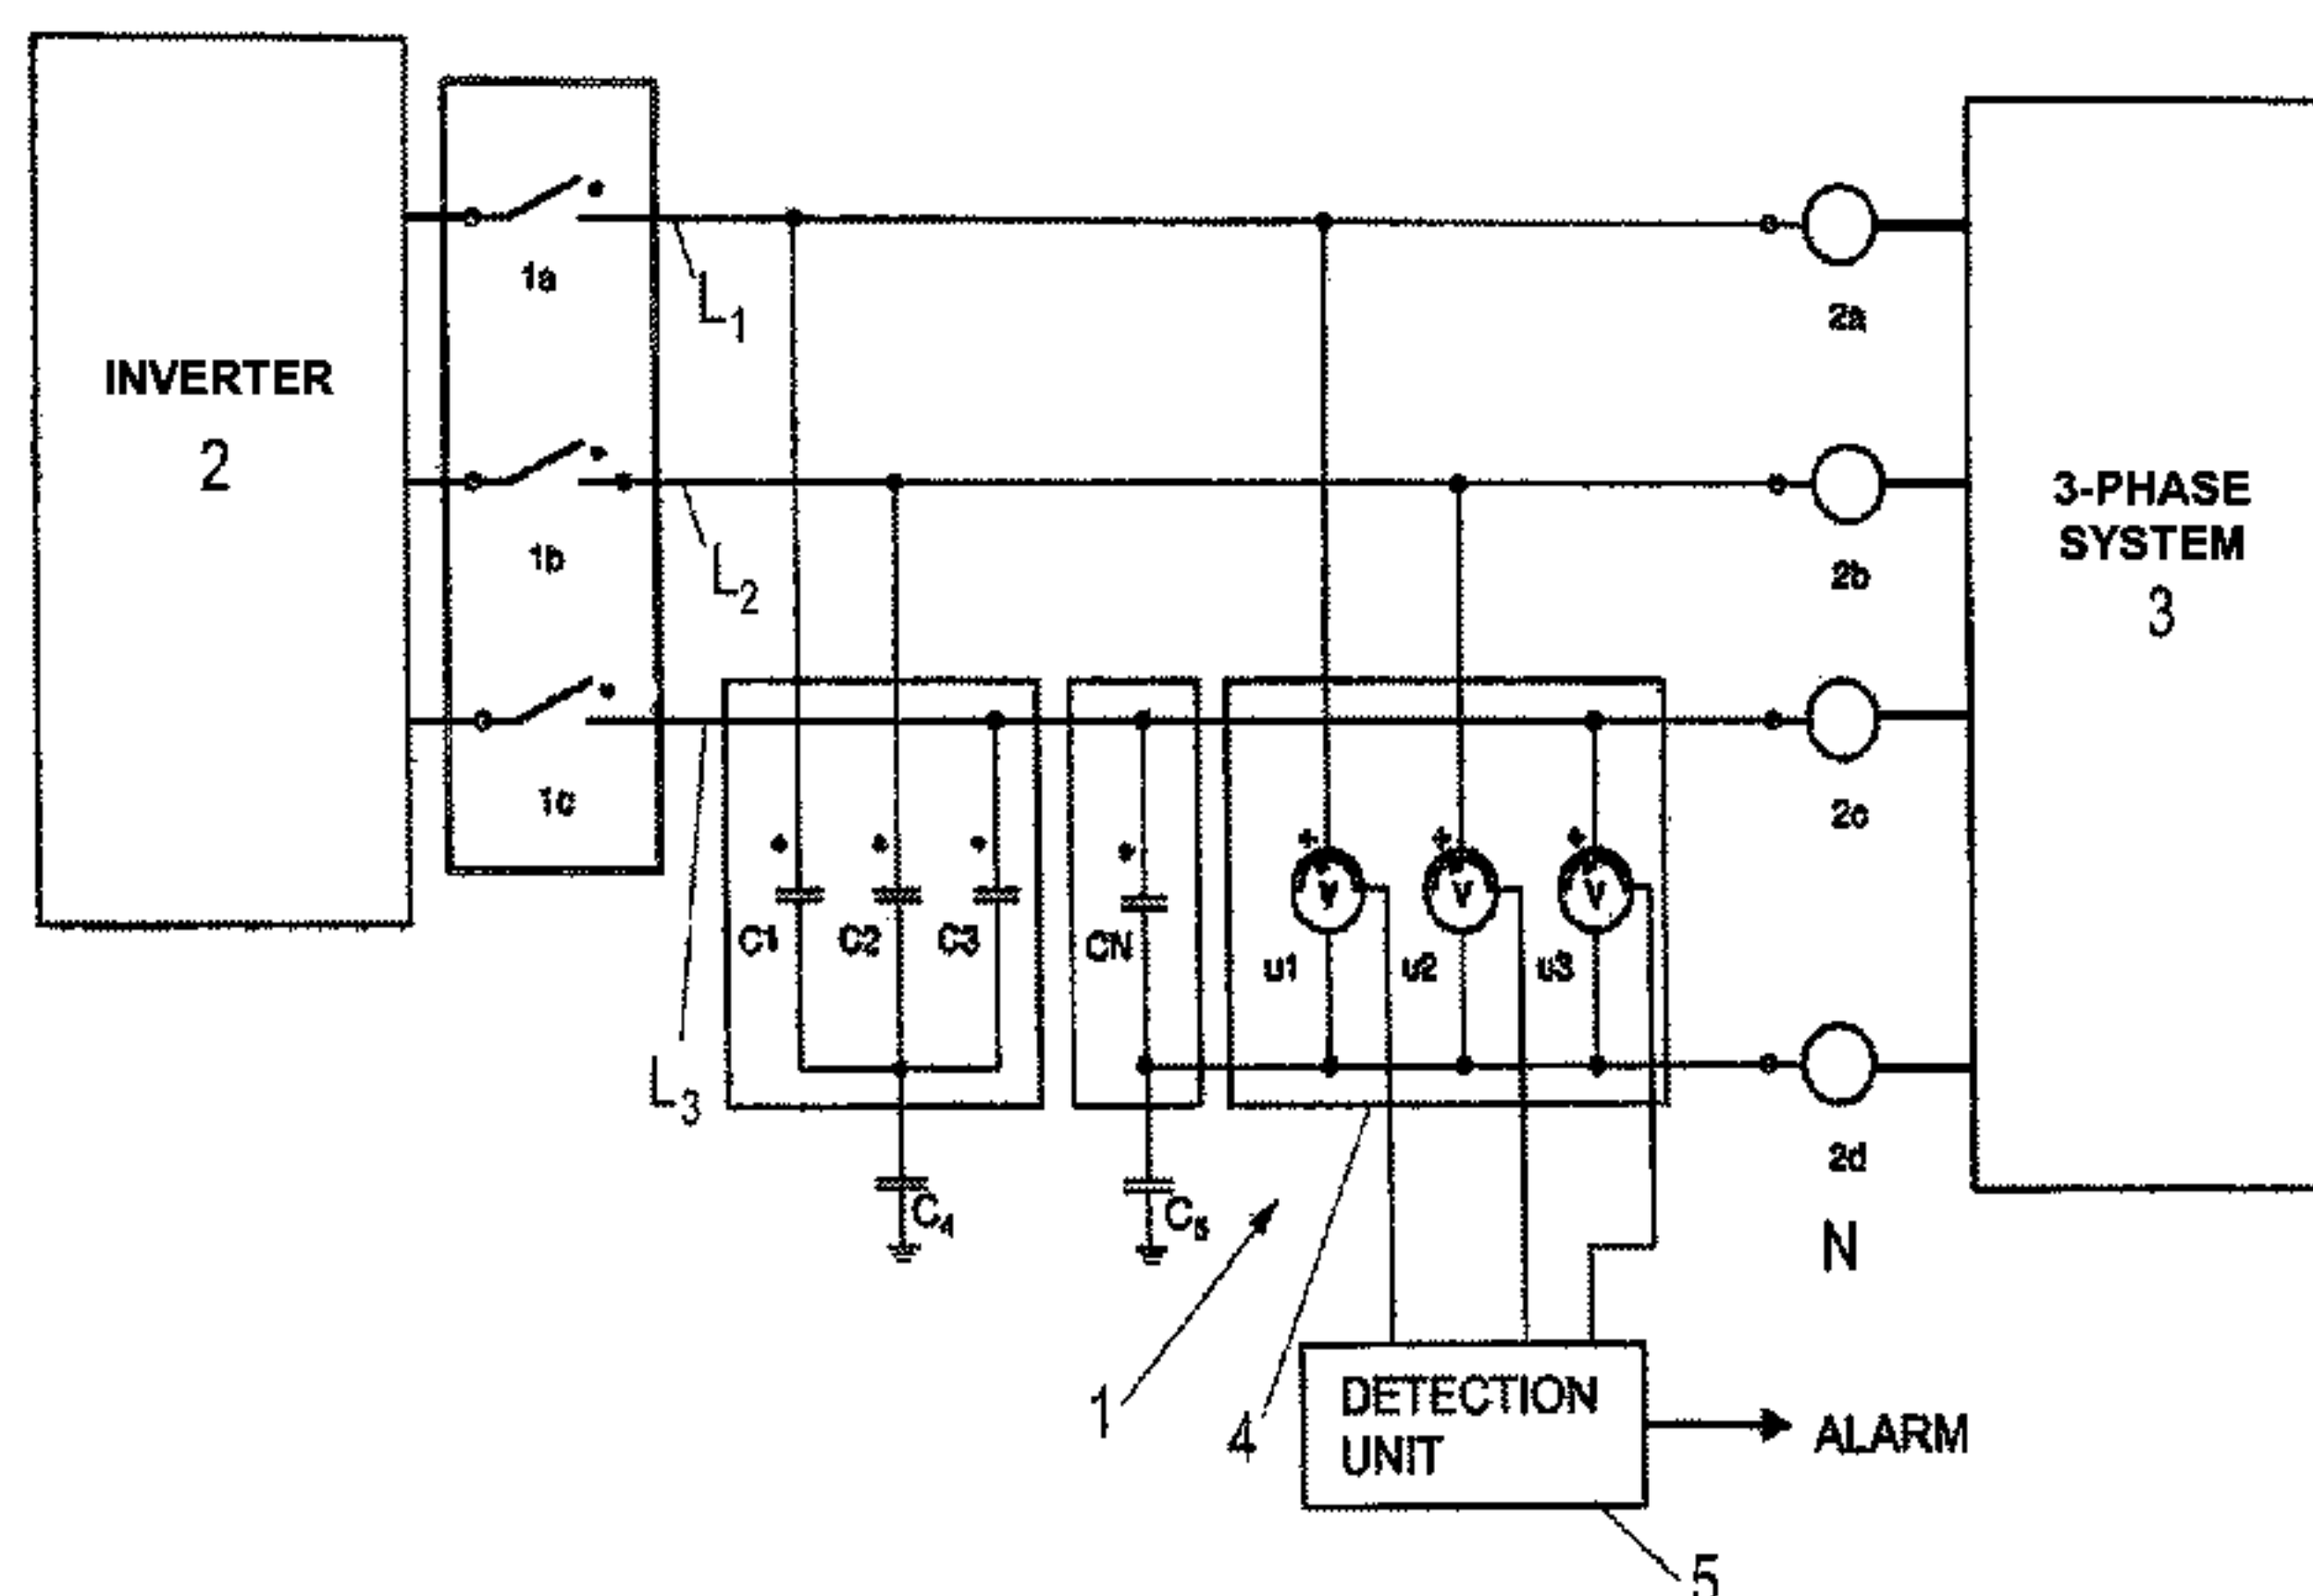 INVERTER
2
1a
1b
1c
L1
L2
L3
2a
2b
2c
2d
N
3-PHASE
SYSTEM
3
C1
C2
C3
CN
C4
C5
+
+
+
V
V
V
u1
u2
u3
1
4
DETECTION
UNIT
ALARM
5